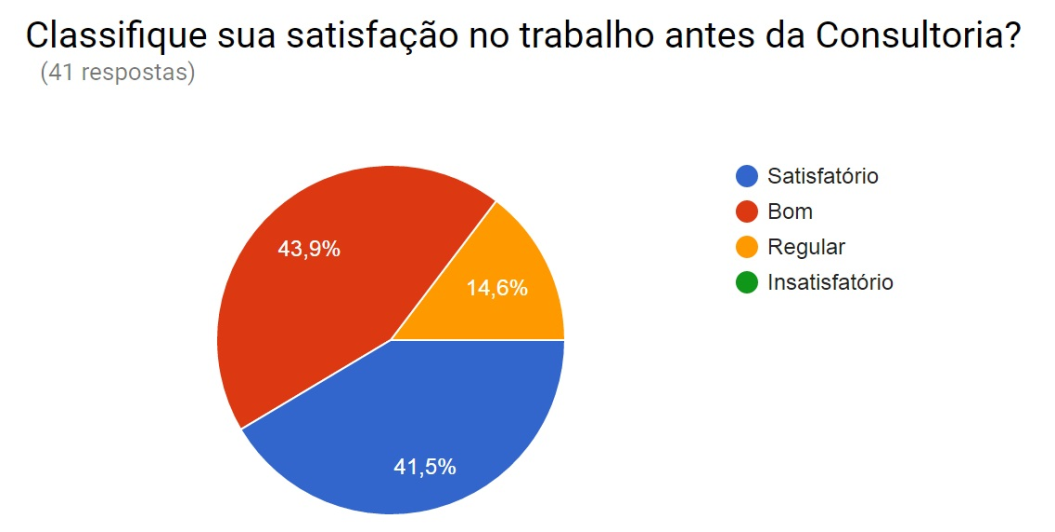 Classifique sua satisfação no trabalho antes da Consultoria?
(41 respostas)
Satisfatório
Bom
Regular
Insatisfatório
43,9%
14,6%
41,5%